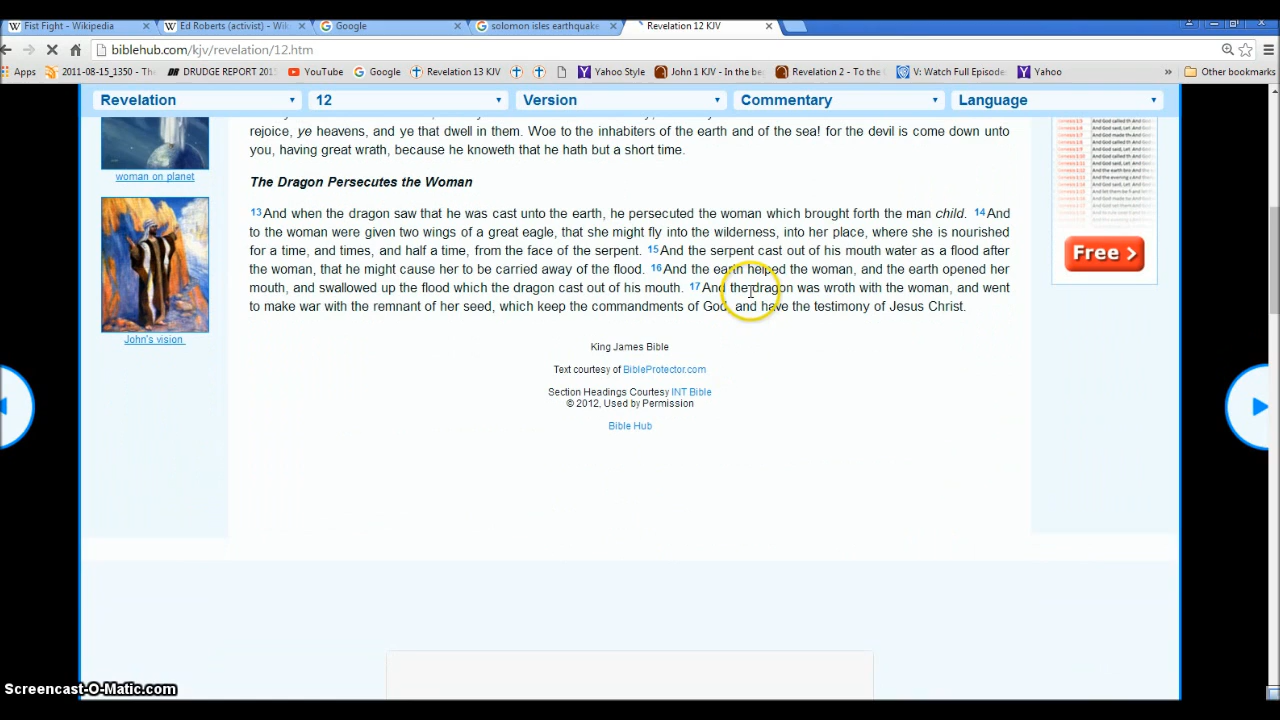 Fist Fight - Wikipedia
Ed Roberts (activist) - Wik
Google
solomon isles earthquake
Revelation 12 KJV
biblehub.com/kjv/revelation/12.htm
Apps 2011-08-15_1350 - Th DRUDGE REPORT 201 YouTube Google Revelation 13 KJV Yahoo Style John 1 KJV - In the be Revelation 2 - To the V: Watch Full Episode Yahoo » Other bookmarks
Revelation 12 Version Commentary Language
rejoice, ye heavens, and ye that dwell in them. Woe to the inhabiters of the earth and of the sea for the devil is come down unto
you, having great wrath, because he knoweth that he hath but a short time.
woman on planet
The Dragon Persecutes the Woman
13And when the dragon saw that he was cast unto the earth, he persecuted the woman which brought forth the man child. 14And
to the woman were given two wings of a great eagle, that she might fly into the wilderness, into her place, where she is nourished
for a time, and times, and half a time, from the face of the serpent. 15And the serpent cast out of his mouth water as a flood after
the woman, that he might cause her to be carried away of the flood. 16And the earth helped the woman, and the earth opened her
mouth, and swallowed up the flood which the dragon cast out of his mouth. 17And the dragon was wroth with the woman, and went
to make war with the remnant of her seed, which keep the commandments of God, and have the testimony of Jesus Christ.
Free >
John's vision
King James Bible
Text courtesy of BibleProtector.com
Section Headings Courtesy INT Bible
© 2012, Used by Permission
Bible Hub
Screencast-O-Matic.com